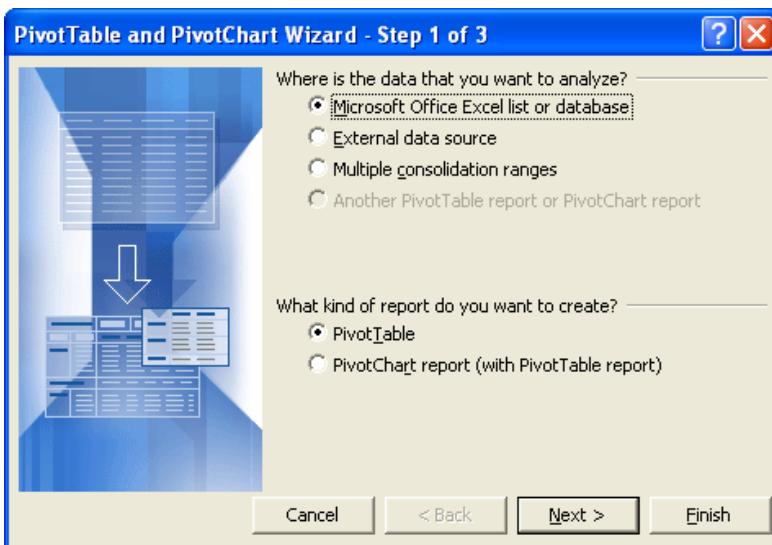 PivotTable and PivotChart Wizard - Step 1 of 3
Where is the data that you want to analyze?
Microsoft Office Excel list or database
External data source
Multiple consolidation ranges
Another PivotTable report or PivotChart report
What kind of report do you want to create?
PivotTable
PivotChart report (with PivotTable report)
Cancel
< Back
Next >
Finish